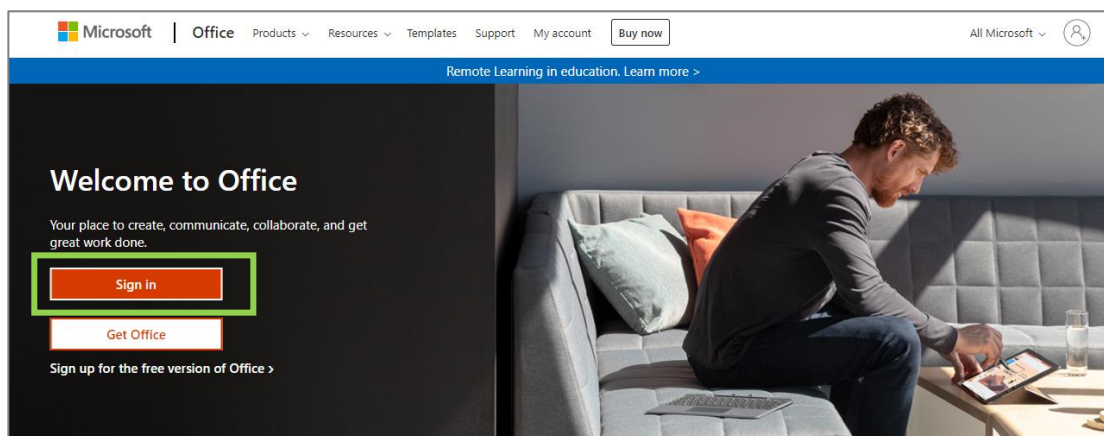 Microsoft Office Products Resources Templates Support My account Buy now All Microsoft
Remote Learning in education. Learn more >
Welcome to Office
Your place to create, communicate, collaborate, and get
great work done.
Sign in
Get Office
Sign up for the free version of Office >